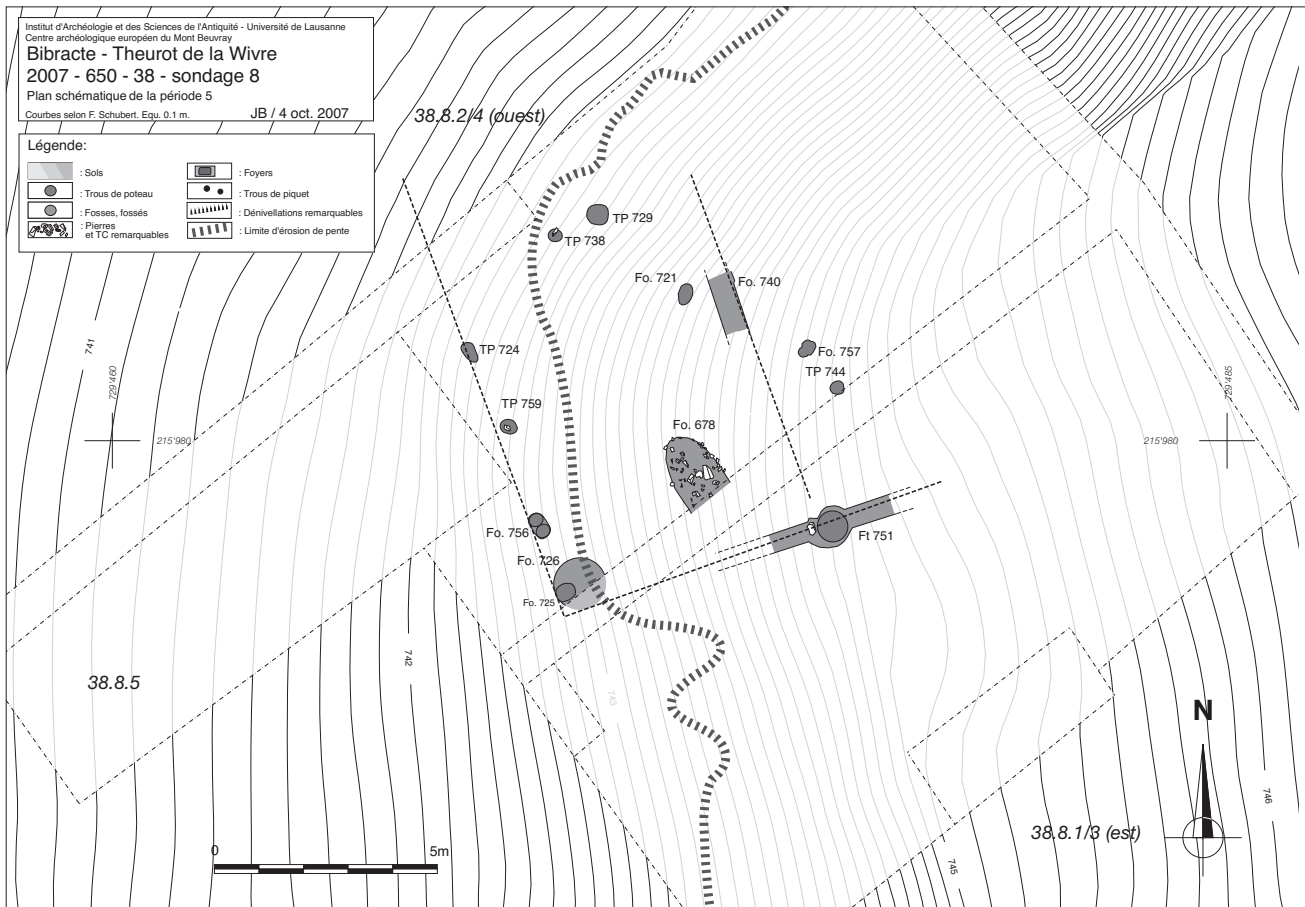 Institut d'Archéologie et des Sciences de l'Antiquité - Université de Lausanne
Centre archéologique européen du Mont Beuvray
Bibracte - Theurot de la Wivre
2007 - 650 - 38 - sondage 8
Plan schématique de la période 5
Courbes selon F. Schubert. Equ. 0.1 m. JB / 4 oct. 2007
Légende:
: Sols
: Foyers
: Trous de poteau
: Trous de piquet
: Fosses, fossés
: Dénivellations remarquables
: Pierres
et TC remarquables
: Limite d'érosion de pente
38.8.2/4 (ouest)
TP 729
TP 738
Fo. 721
Fo. 740
TP 724
Fo. 757
TP 744
741
729'460
729'485
TP 759
Fo. 678
215'980
215'980
Fo. 756
Ft 751
Fo. 726
Fo. 725
742
38.8.5
743
N
746
38.8.1/3 (est)
0
5m
745